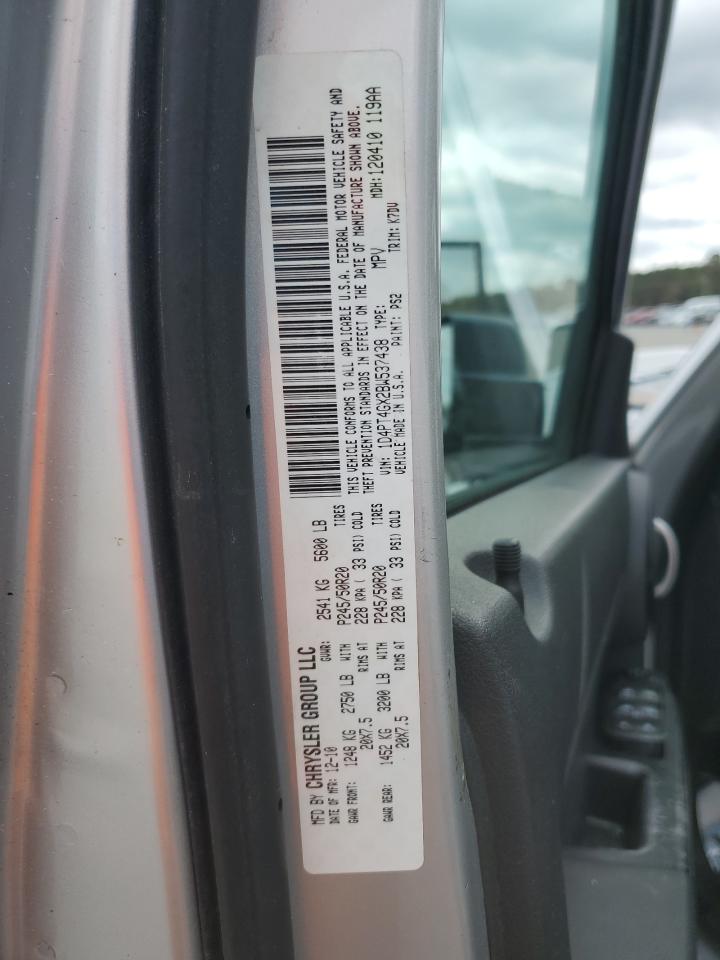 MFD BY CHRYSLER GROUP LLC
DATE OF MFR: 12-10 GVWR: 2541 KG 5600 LB
GAWR FRONT: 1248 KG 2750 LB WITH P245/50R20 TIRES
20X7.5 RIMS AT 228 KPA ( 33 PSI) COLD
GAWR REAR: 1452 KG 3200 LB WITH P245/50R20 TIRES
20X7.5 RIMS AT 228 KPA ( 33 PSI) COLD
THIS VEHICLE CONFORMS TO ALL APPLICABLE U.S.A. FEDERAL MOTOR VEHICLE SAFETY AND
THEFT PREVENTION STANDARDS IN EFFECT ON THE DATE OF MANUFACTURE SHOWN ABOVE.
VIN: 1D4PT4GX2BW537438 TYPE: MPV MDH:120410 119AA
VEHICLE MADE IN U.S.A. PAINT: PS2 TRIM: K7DV